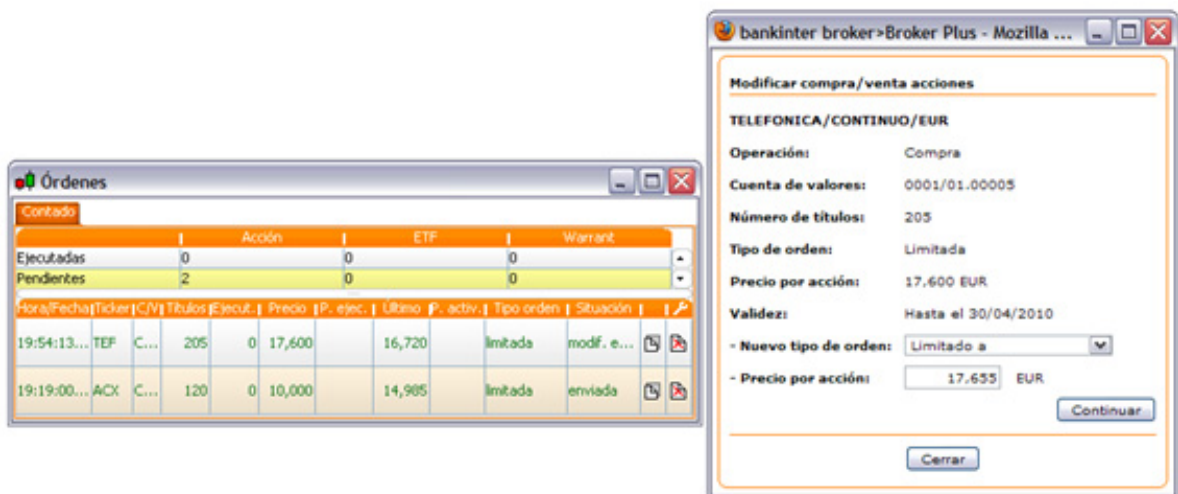 Órdenes
Contado
Acción ETF Warrant
Ejecutadas 0 0 0
Pendientes 2 0 0
Hora/Fecha Ticker C/V Títulos Ejecut. Precio P. ejec. Último P. activ. Tipo orden Situación
19:54:13... TEF C... 205 0 17,600 16,720 limitada modif. e...
19:19:00... ACX C... 120 0 10,000 14,985 limitada enviada
bankinter broker>Broker Plus - Mozilla ...
Modificar compra/venta acciones
TELEFONICA/CONTINUO/EUR
Operación: Compra
Cuenta de valores: 0001/01.00005
Número de títulos: 205
Tipo de orden: Limitada
Precio por acción: 17,600 EUR
Validez: Hasta el 30/04/2010
- Nuevo tipo de orden: Limitado a
- Precio por acción: 17,655 EUR
Continuar
Cerrar